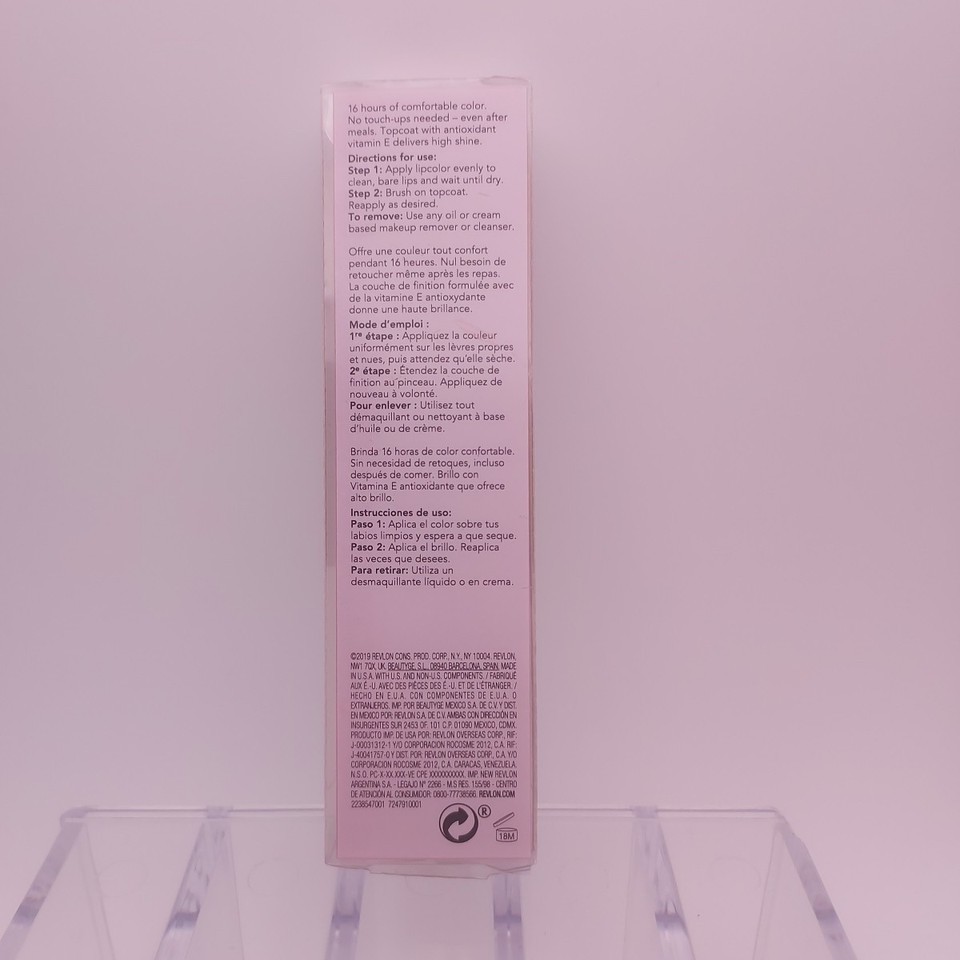 16 hours of comfortable color.
No touch-ups needed – even after
meals. Topcoat with antioxidant
vitamin E delivers high shine.
Directions for use:
Step 1: Apply lipcolor evenly to
clean, bare lips and wait until dry.
Step 2: Brush on topcoat.
Reapply as desired.
To remove: Use any oil or cream
based makeup remover or cleanser.
Offre une couleur tout confort
pendant 16 heures. Nul besoin de
retoucher même après les repas.
La couche de finition formulée avec
de la vitamine E antioxydante
donne une haute brillance.
Mode d'emploi :
1re étape : Appliquez la couleur
uniformément sur les lèvres propres
et nues, puis attendez qu'elle sèche.
2e étape : Étendez la couche de
finition au pinceau. Appliquez de
nouveau à volonté.
Pour enlever : Utilisez tout
démaquillant ou nettoyant à base
d'huile ou de crème.
Brinda 16 horas de color confortable.
Sin necesidad de retoques, incluso
después de comer. Brillo con
Vitamina E antioxidante que ofrece
alto brillo.
Instrucciones de uso:
Paso 1: Aplica el color sobre tus
labios limpios y espera a que seque.
Paso 2: Aplica el brillo. Reaplica
las veces que desees.
Para retirar: Utiliza un
desmaquillante líquido o en crema.
©2019 REVLON CONS. PROD. CORP., N.Y., NY 10004. REVLON,
NW1 7QX, UK. BEAUTYGE, S.L., 08940 BARCELONA, SPAIN. MADE
IN U.S.A. WITH U.S. AND NON-U.S. COMPONENTS. / FABRIQUÉ
AUX É.-U. AVEC DES PIÈCES DES É.-U. ET DE L'ÉTRANGER. /
HECHO EN E.U.A. CON COMPONENTES DE E.U.A. O
EXTRANJEROS. IMP. POR BEAUTYGE MEXICO S.A. DE C.V. Y DIST.
EN MEXICO POR: REVLON S.A. DE C.V. AMBAS CON DIRECCIÓN EN
INSURGENTES SUR 2453 OF. 101 C.P. 01090 MEXICO, CDMX.
PRODUCTO IMP. DE USA POR: REVLON OVERSEAS CORP., RIF:
J-00031312-1 Y/O CORPORACION ROCOSME 2012, C.A. RIF:
J-40041757-0 Y DIST. POR: REVLON OVERSEAS CORP., C.A. Y/O
CORPORACION ROCOSME 2012, C.A. CARACAS, VENEZUELA.
N.S.O. PC-X-XX.XXX-VE CPE XXXXXXXXXX. IMP. NEW REVLON
ARGENTINA S.A. - LEGAJO N° 2266 - M.S RES. 155/98 - CENTRO
DE ATENCIÓN AL CONSUMIDOR: 0800-77738566. REVLON.COM
2238547001 7247910001
®
18M